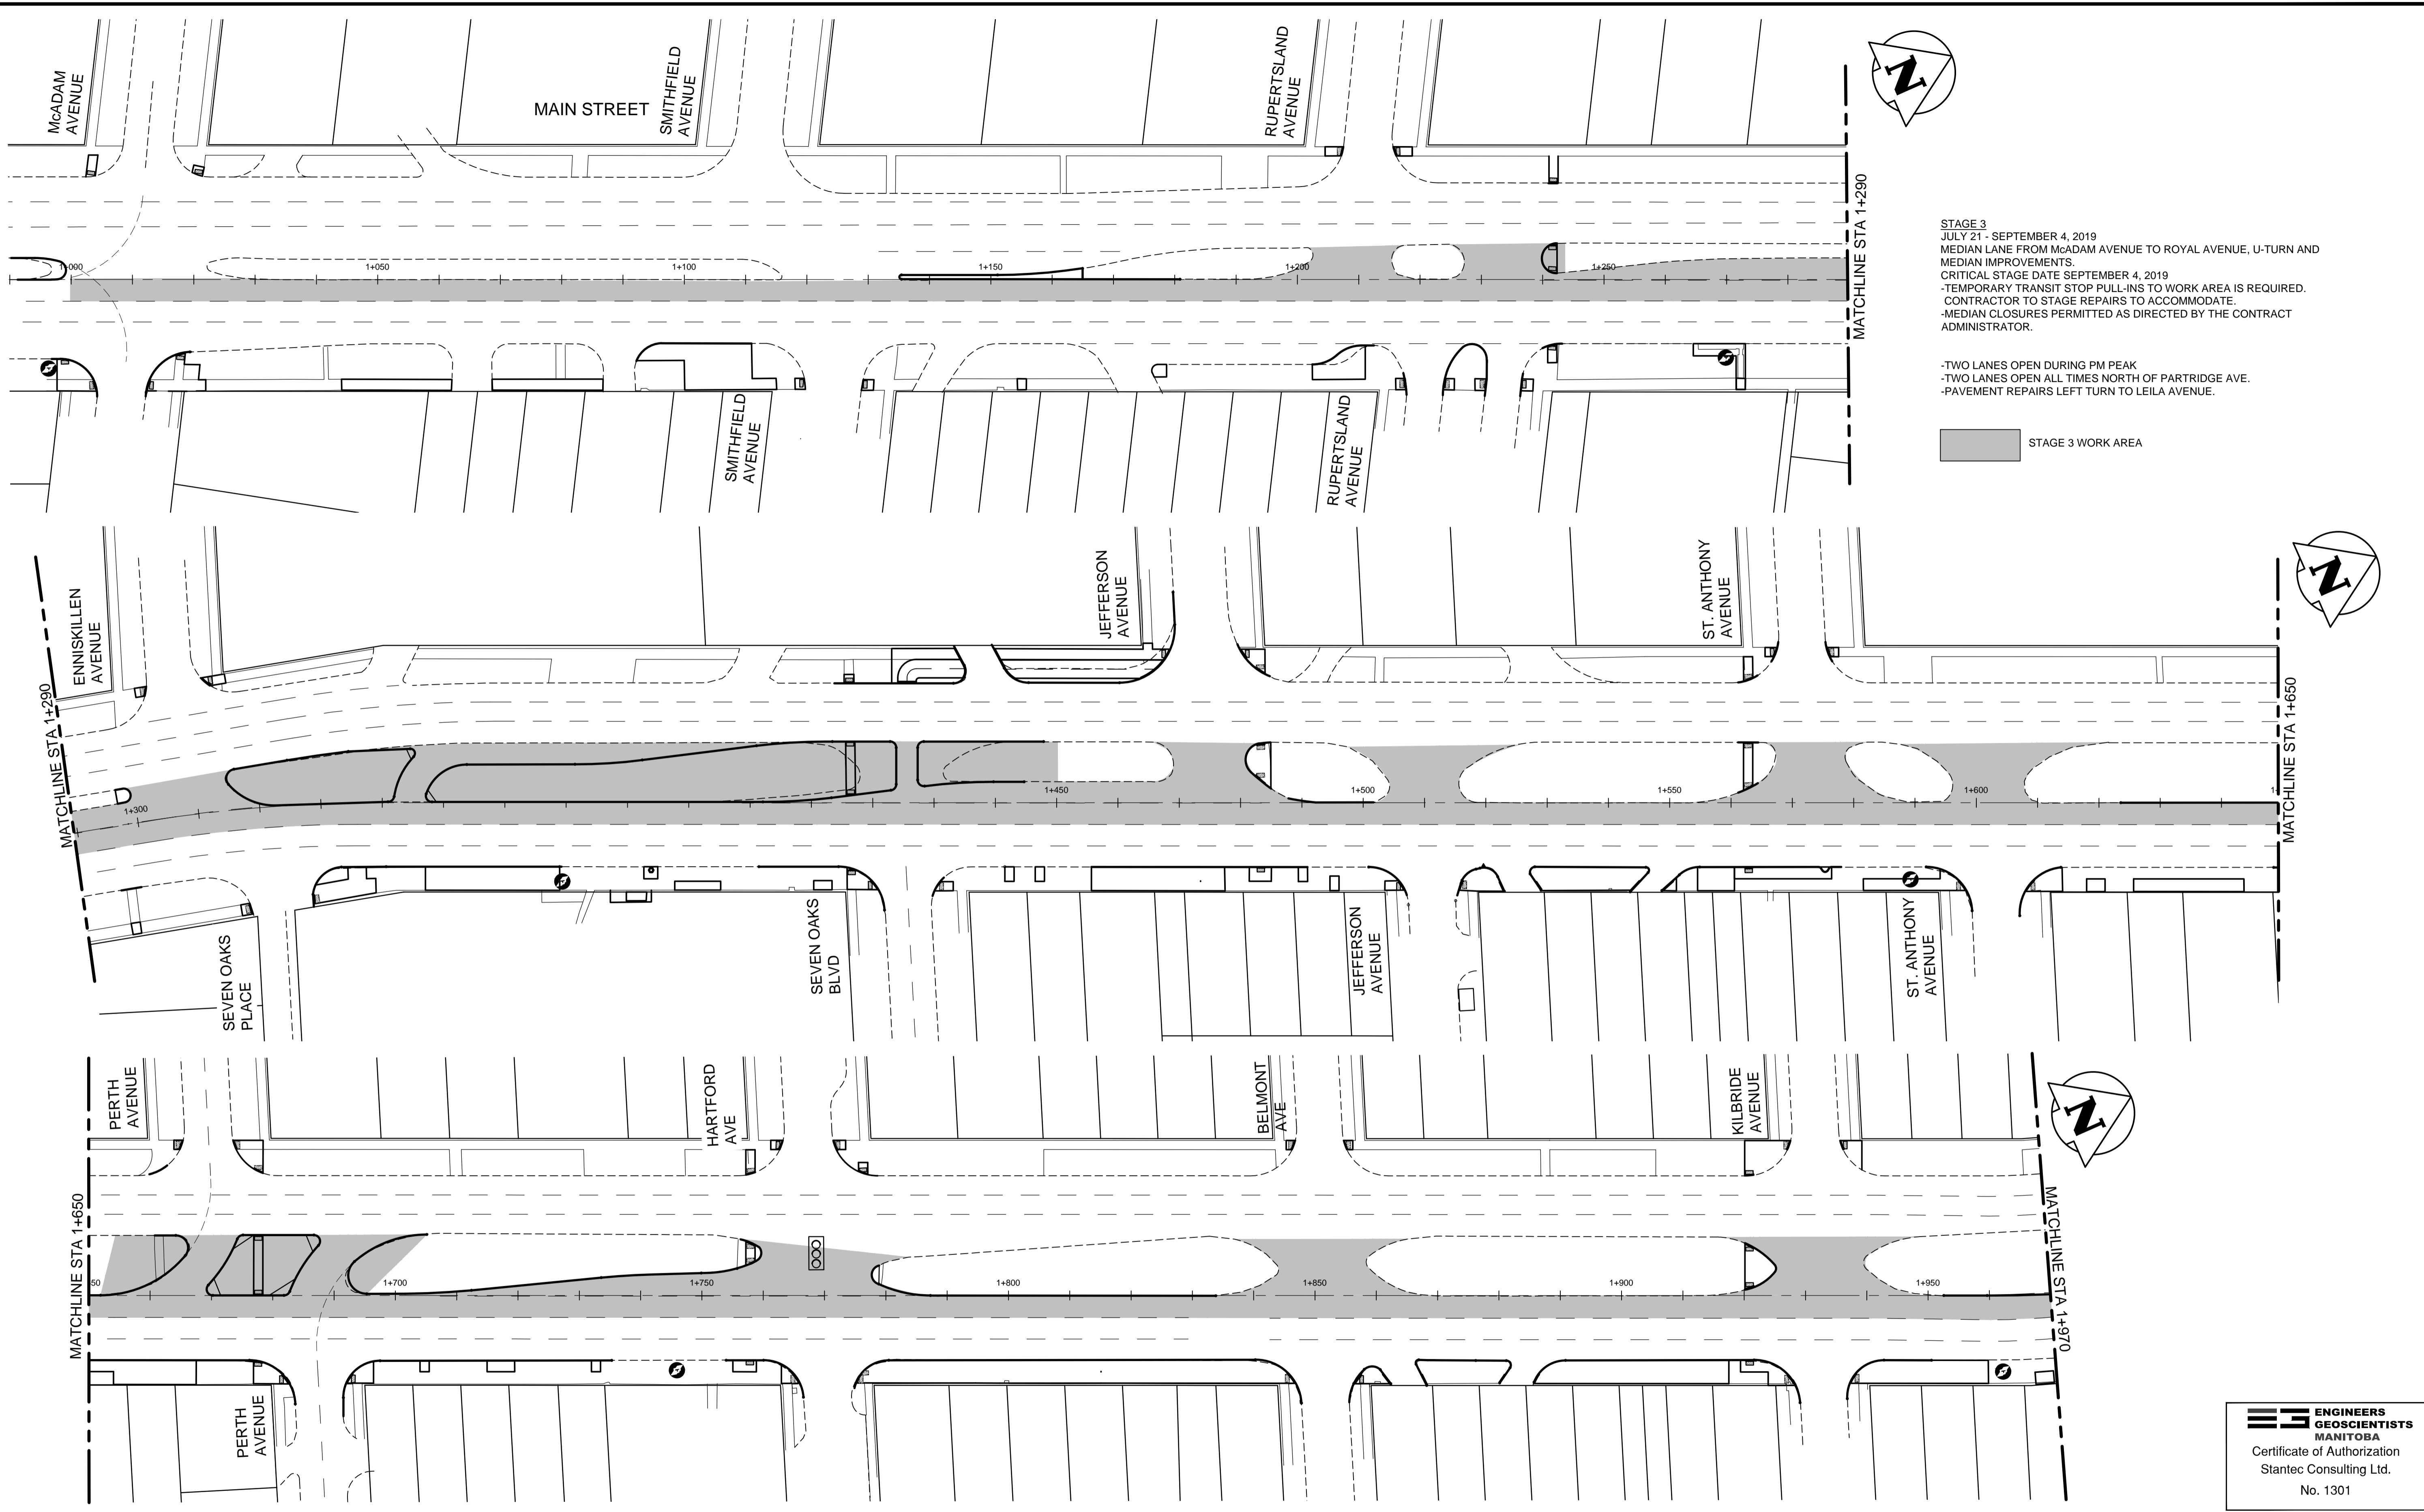 McADAM
AVENUE
MAIN STREET
SMITHFIELD
AVENUE
RUPERTSLAND
AVENUE
N
1+000
1+050
1+100
1+150
1+200
1+250
MATCHLINE STA 1+290
SMITHFIELD
AVENUE
RUPERTSLAND
AVENUE
STAGE 3
JULY 21 - SEPTEMBER 4, 2019
MEDIAN LANE FROM McADAM AVENUE TO ROYAL AVENUE, U-TURN AND
MEDIAN IMPROVEMENTS.
CRITICAL STAGE DATE SEPTEMBER 4, 2019
-TEMPORARY TRANSIT STOP PULL-INS TO WORK AREA IS REQUIRED.
CONTRACTOR TO STAGE REPAIRS TO ACCOMMODATE.
-MEDIAN CLOSURES PERMITTED AS DIRECTED BY THE CONTRACT
ADMINISTRATOR.
-TWO LANES OPEN DURING PM PEAK
-TWO LANES OPEN ALL TIMES NORTH OF PARTRIDGE AVE.
-PAVEMENT REPAIRS LEFT TURN TO LEILA AVENUE.
STAGE 3 WORK AREA
MATCHLINE STA 1+290
ENNISKILLEN
AVENUE
JEFFERSON
AVENUE
ST. ANTHONY
AVENUE
N
1+300
1+450
1+500
1+550
1+600
1+
MATCHLINE STA 1+650
SEVEN OAKS
PLACE
SEVEN OAKS
BLVD
JEFFERSON
AVENUE
ST. ANTHONY
AVENUE
MATCHLINE STA 1+650
PERTH
AVENUE
HARTFORD
AVE
BELMONT
AVE
KILBRIDE
AVENUE
N
50
1+700
1+750
1+800
1+850
1+900
1+950
MATCHLINE STA 1+970
PERTH
AVENUE
ENGINEERS
GEOSCIENTISTS
MANITOBA
Certificate of Authorization
Stantec Consulting Ltd.
No. 1301